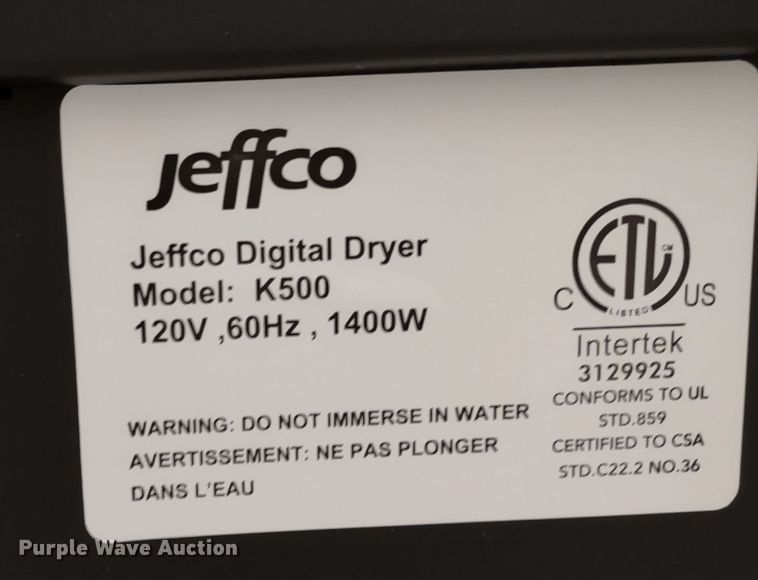 Jeffco
Jeffco Digital Dryer
Model: K500
120V ,60Hz , 1400W
WARNING: DO NOT IMMERSE IN WATER
AVERTISSEMENT: NE PAS PLONGER
DANS L'EAU
ETL CM
LISTED
C US
Intertek
3129925
CONFORMS TO UL
STD.859
CERTIFIED TO CSA
STD.C22.2 NO.36
Purple Wave Auction